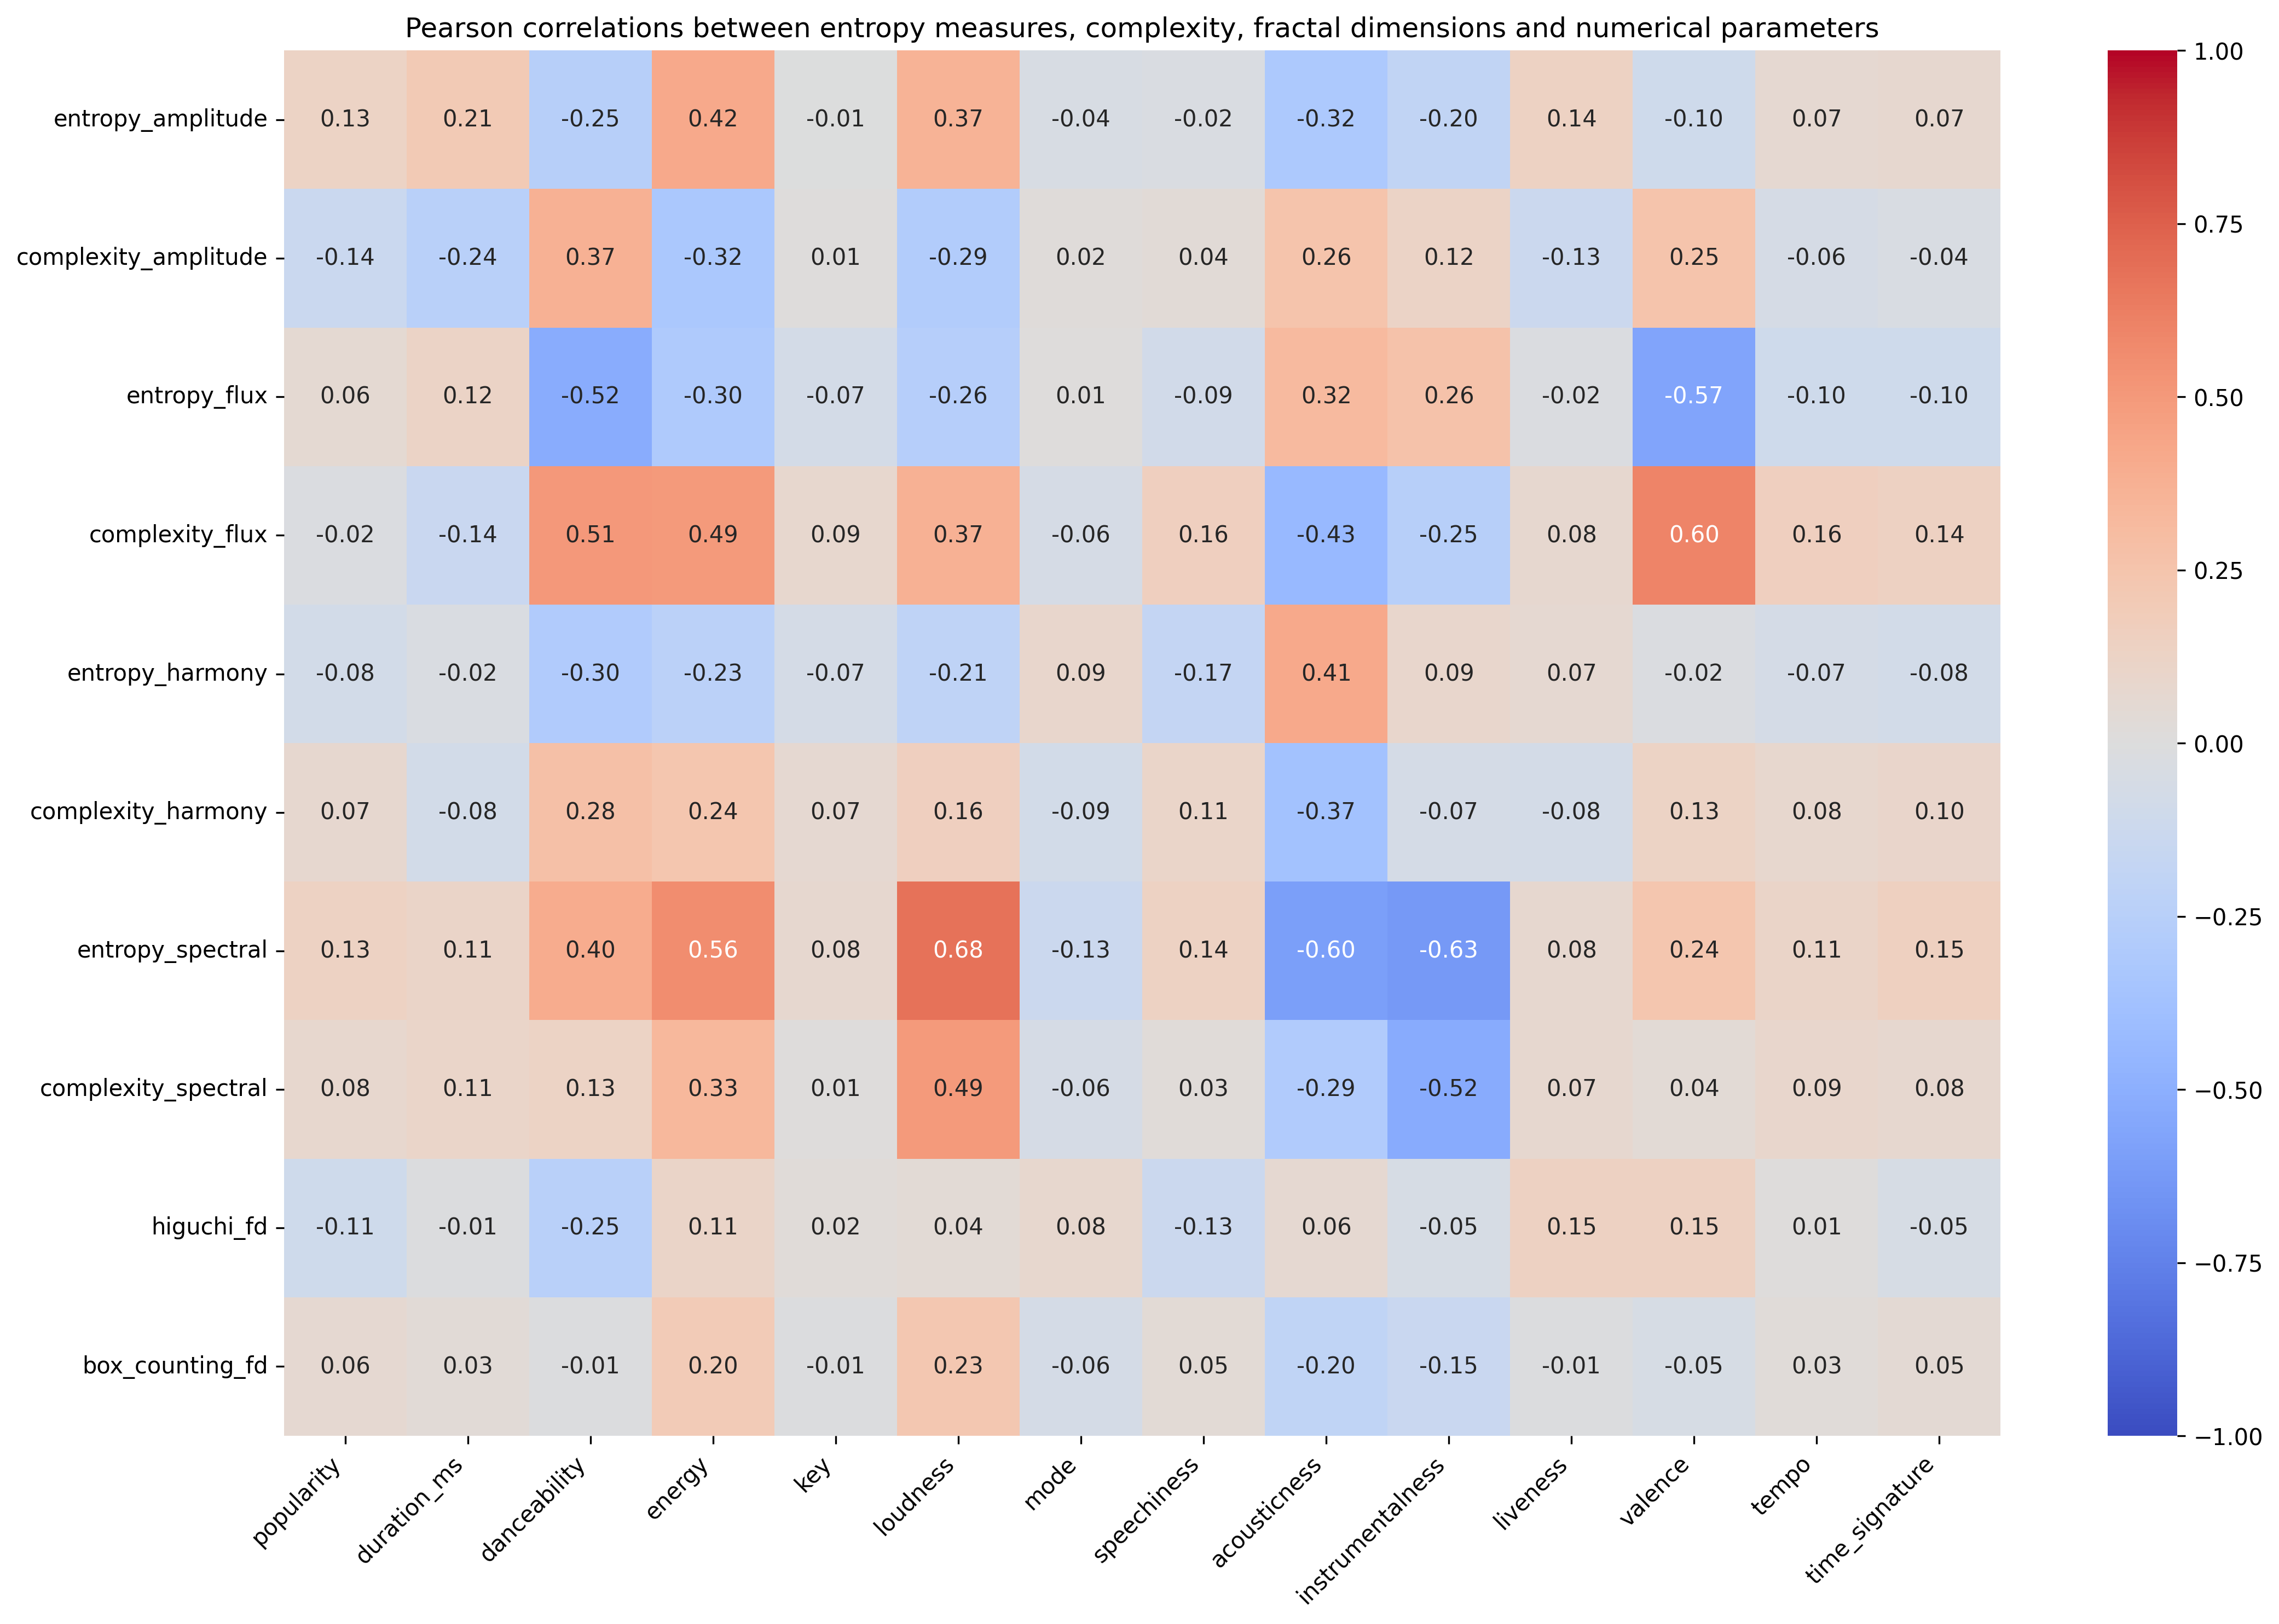 Pearson correlations between entropy measures, complexity, fractal dimensions and numerical parameters
entropy_amplitude 0.13 0.21 -0.25 0.42 -0.01 0.37 -0.04 -0.02 -0.32 -0.20 0.14 -0.10 0.07 0.07
complexity_amplitude -0.14 -0.24 0.37 -0.32 0.01 -0.29 0.02 0.04 0.26 0.12 -0.13 0.25 -0.06 -0.04
entropy_flux 0.06 0.12 -0.52 -0.30 -0.07 -0.26 0.01 -0.09 0.32 0.26 -0.02 -0.57 -0.10 -0.10
complexity_flux -0.02 -0.14 0.51 0.49 0.09 0.37 -0.06 0.16 -0.43 -0.25 0.08 0.60 0.16 0.14
entropy_harmony -0.08 -0.02 -0.30 -0.23 -0.07 -0.21 0.09 -0.17 0.41 0.09 0.07 -0.02 -0.07 -0.08
complexity_harmony 0.07 -0.08 0.28 0.24 0.07 0.16 -0.09 0.11 -0.37 -0.07 -0.08 0.13 0.08 0.10
entropy_spectral 0.13 0.11 0.40 0.56 0.08 0.68 -0.13 0.14 -0.60 -0.63 0.08 0.24 0.11 0.15
complexity_spectral 0.08 0.11 0.13 0.33 0.01 0.49 -0.06 0.03 -0.29 -0.52 0.07 0.04 0.09 0.08
higuchi_fd -0.11 -0.01 -0.25 0.11 0.02 0.04 0.08 -0.13 0.06 -0.05 0.15 0.15 0.01 -0.05
box_counting_fd 0.06 0.03 -0.01 0.20 -0.01 0.23 -0.06 0.05 -0.20 -0.15 -0.01 -0.05 0.03 0.05
popularity duration_ms danceability energy key loudness mode speechiness acousticness instrumentalness liveness valence tempo time_signature
1.00
0.75
0.50
0.25
0.00
−0.25
−0.50
−0.75
−1.00